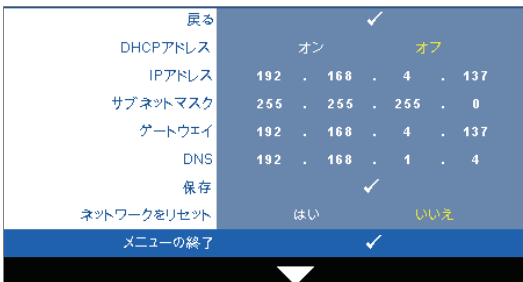 戻る ✓
DHCPアドレス オン オフ
IPアドレス 192 . 168 . 4 . 137
サブネットマスク 255 . 255 . 255 . 0
ゲートウエイ 192 . 168 . 4 . 137
DNS 192 . 168 . 1 . 4
保存 ✓
ネットワークをリセット はい いいえ
メニューの終了 ✓